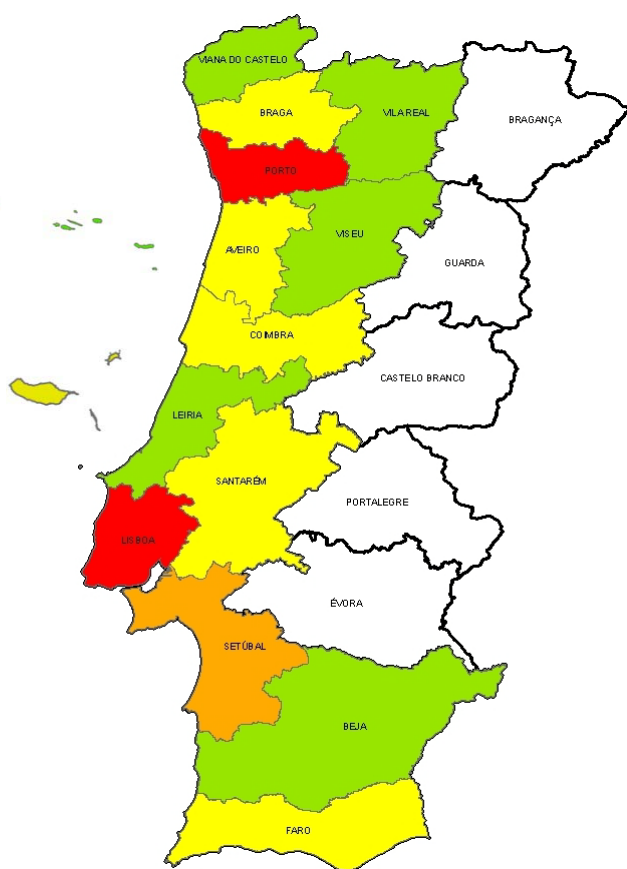 VIANA DO CASTELO
BRAGA
VILA REAL
BRAGANÇA
PORTO
AVEIRO
VISEU
GUARDA
COIMBRA
CASTELO BRANCO
LEIRIA
SANTARÉM
PORTALEGRE
LISBOA
ÉVORA
SETÚBAL
BEJA
FARO